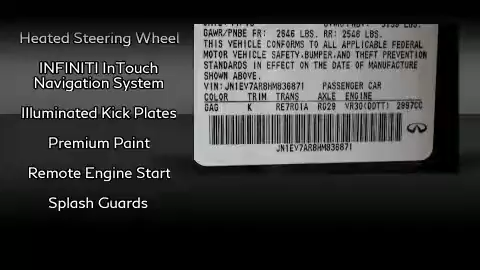 Heated Steering Wheel
INFINITI InTouch
Navigation System
Illuminated Kick Plates
Premium Paint
Remote Engine Start
Splash Guards
GAWR/PNBE FR: 2646 LBS. RR: 2546 LBS.
THIS VEHICLE CONFORMS TO ALL APPLICABLE FEDERAL
MOTOR VEHICLE SAFETY,BUMPER,AND THEFT PREVENTION
STANDARDS IN EFFECT ON THE DATE OF MANUFACTURE
SHOWN ABOVE.
VIN:JN1EV7AR8HM836871 PASSENGER CAR
COLOR TRIM TRANS AXLE ENGINE
GAG K RE7R01A RG29 VR30(DDTT) 2997CC
JN1EV7AR8HM836871
INFINITI